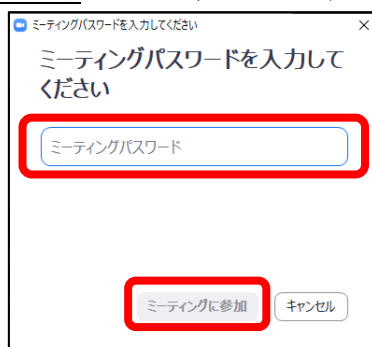 ミーティングパスワードを入力してください
ミーティングパスワードを入力して
ください
ミーティングパスワード
ミーティングに参加 キャンセル